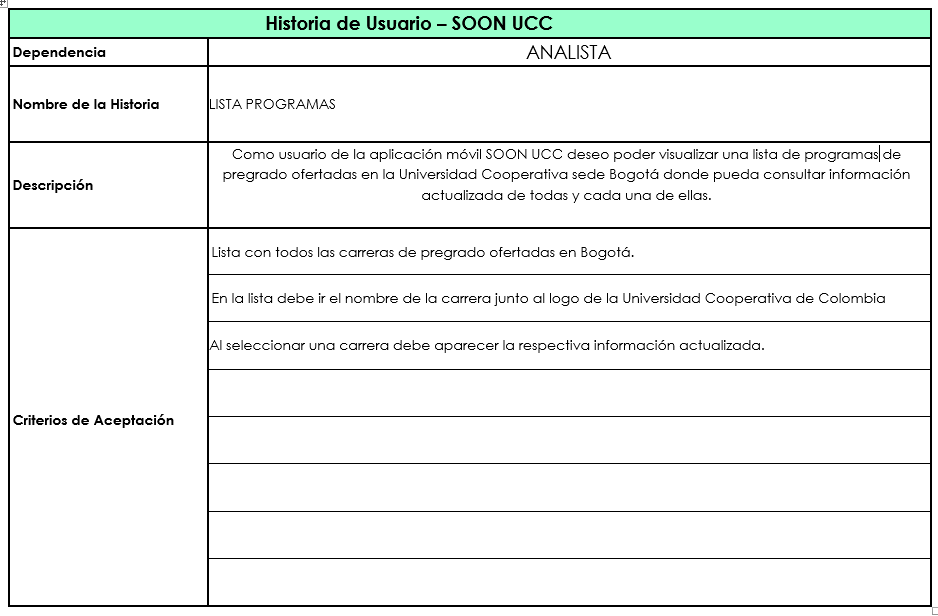 Historia de Usuario – SOON UCC
Dependencia
ANALISTA
Nombre de la Historia
LISTA PROGRAMAS
Descripción
Como usuario de la aplicación móvil SOON UCC deseo poder visualizar una lista de programas de
pregrado ofertadas en la Universidad Cooperativa sede Bogotá donde pueda consultar información
actualizada de todas y cada una de ellas.
Criterios de Aceptación
Lista con todos las carreras de pregrado ofertadas en Bogotá.
En la lista debe ir el nombre de la carrera junto al logo de la Universidad Cooperativa de Colombia
Al seleccionar una carrera debe aparecer la respectiva información actualizada.